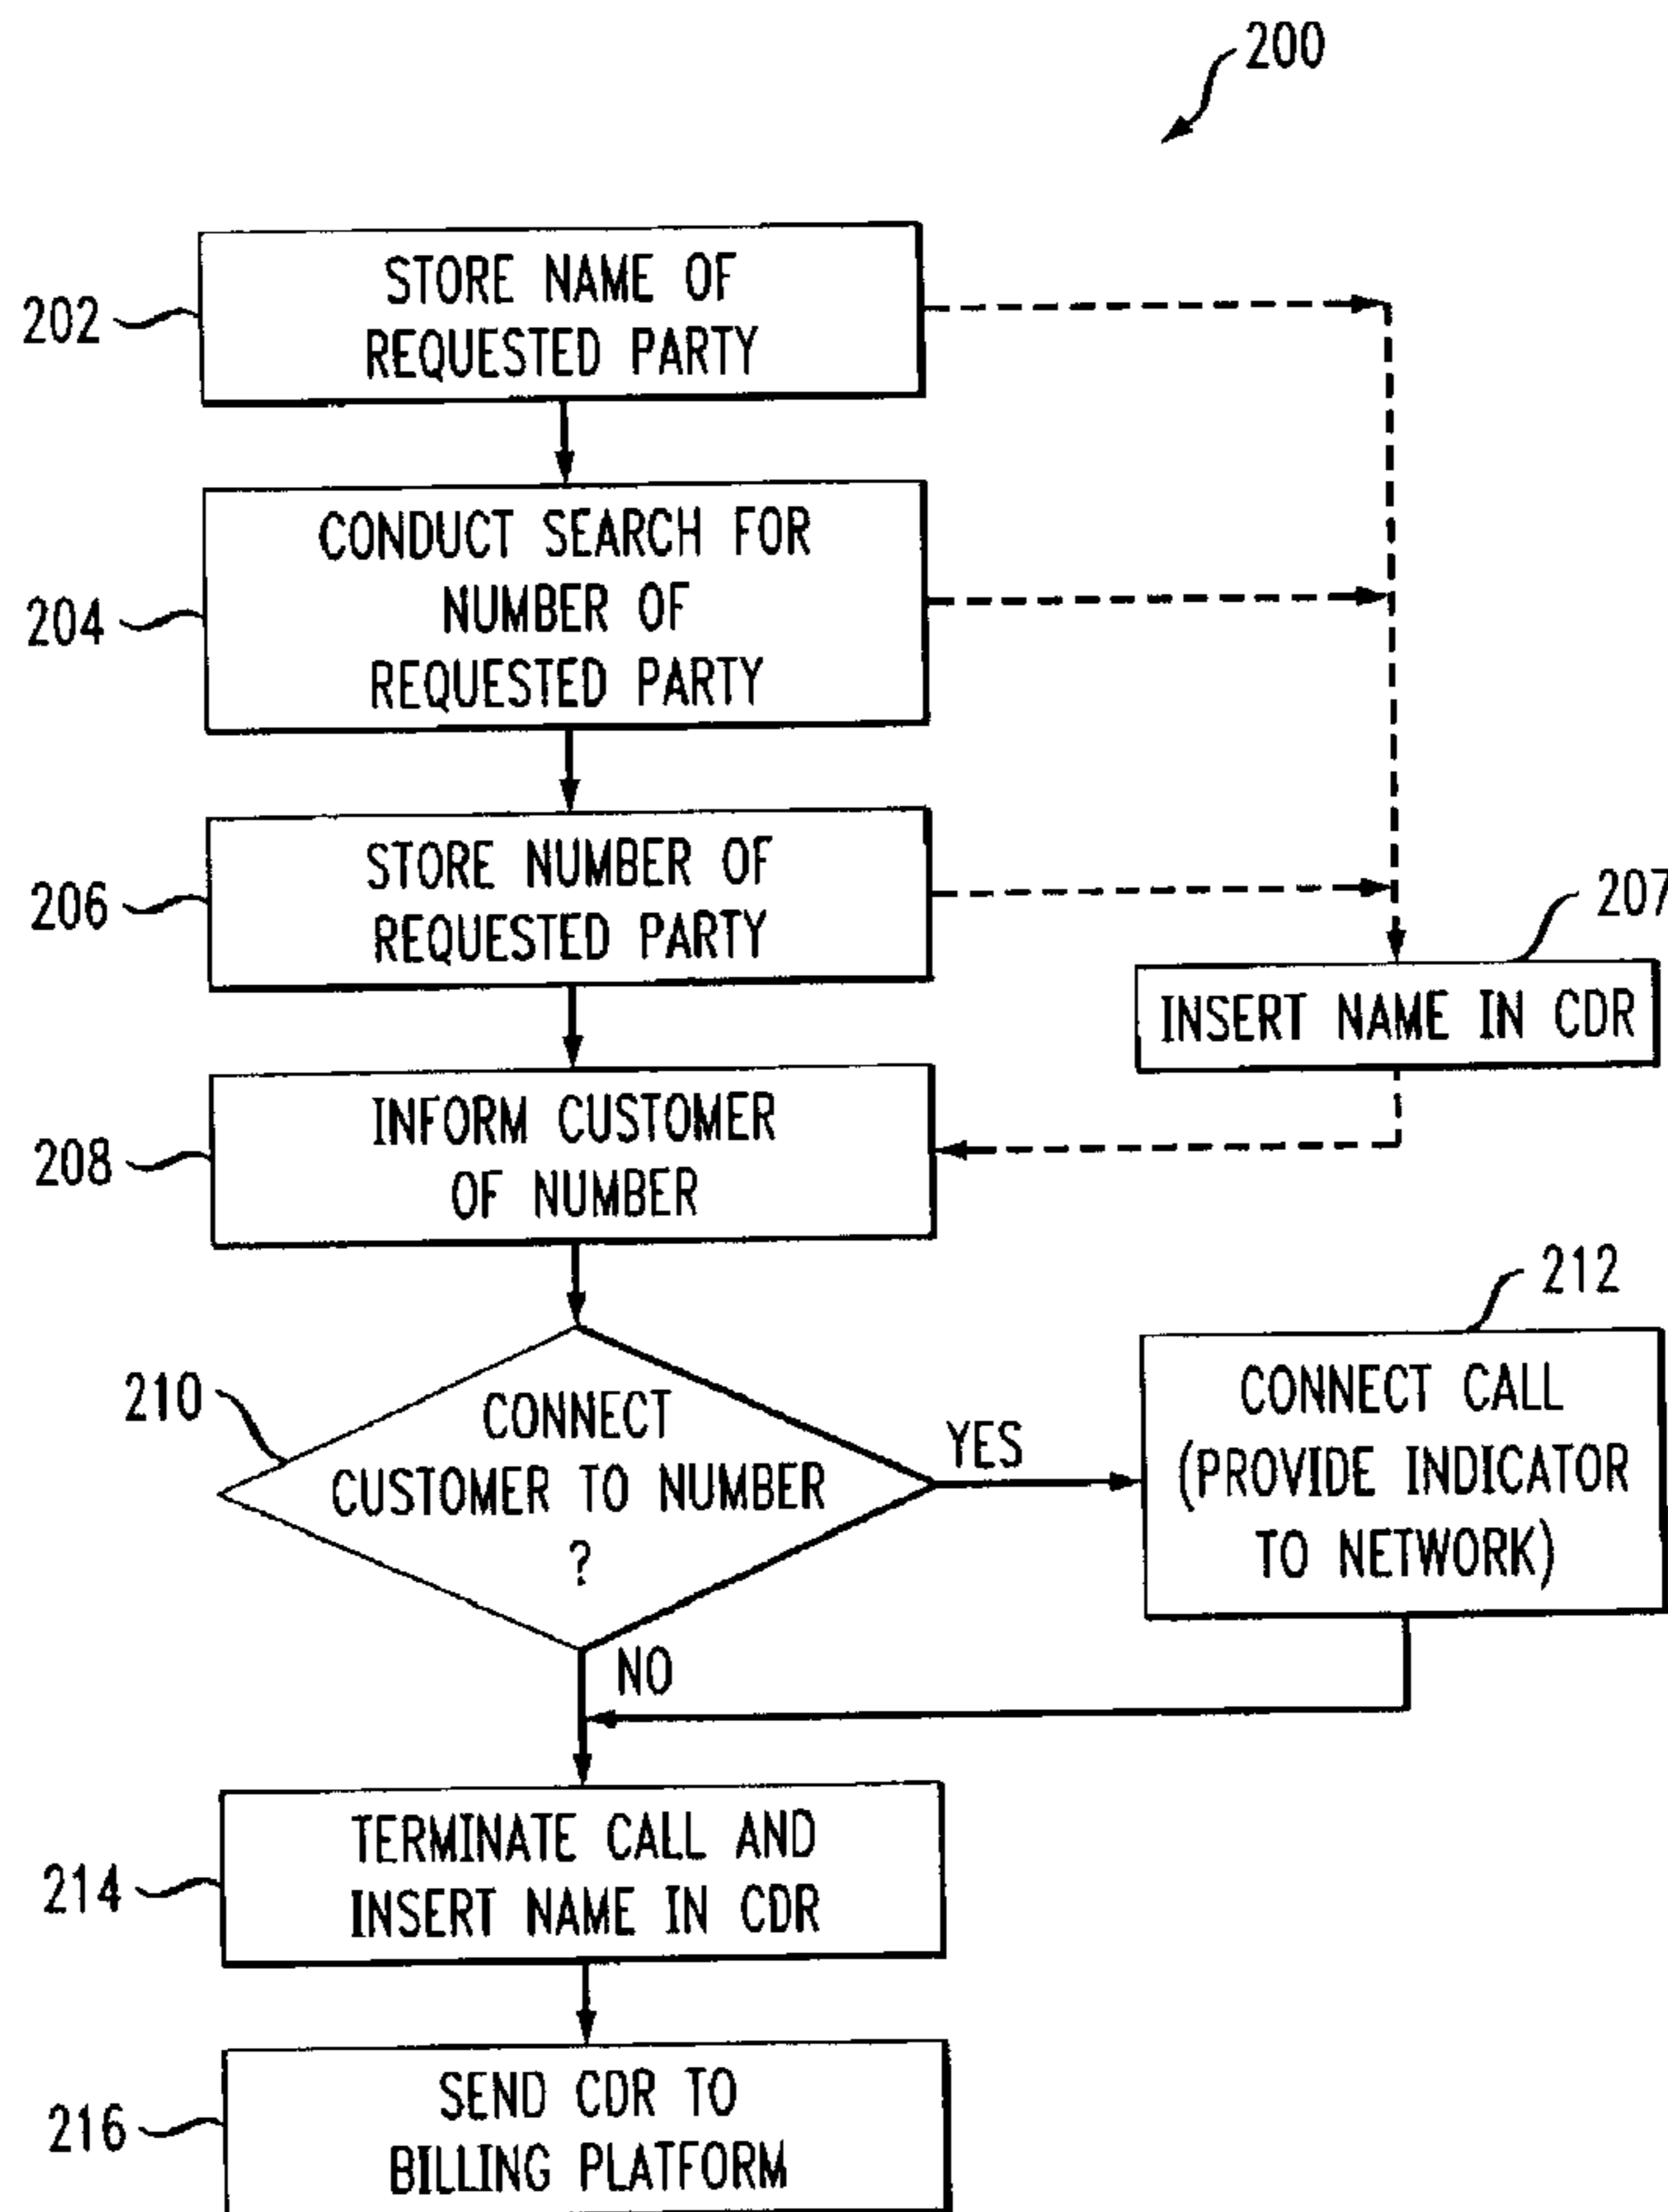 200
202
STORE NAME OF
REQUESTED PARTY
204
CONDUCT SEARCH FOR
NUMBER OF
REQUESTED PARTY
206
STORE NUMBER OF
REQUESTED PARTY
207
INSERT NAME IN CDR
208
INFORM CUSTOMER
OF NUMBER
210
CONNECT
CUSTOMER TO NUMBER
?
YES
NO
212
CONNECT CALL
(PROVIDE INDICATOR
TO NETWORK)
214
TERMINATE CALL AND
INSERT NAME IN CDR
216
SEND CDR TO
BILLING PLATFORM